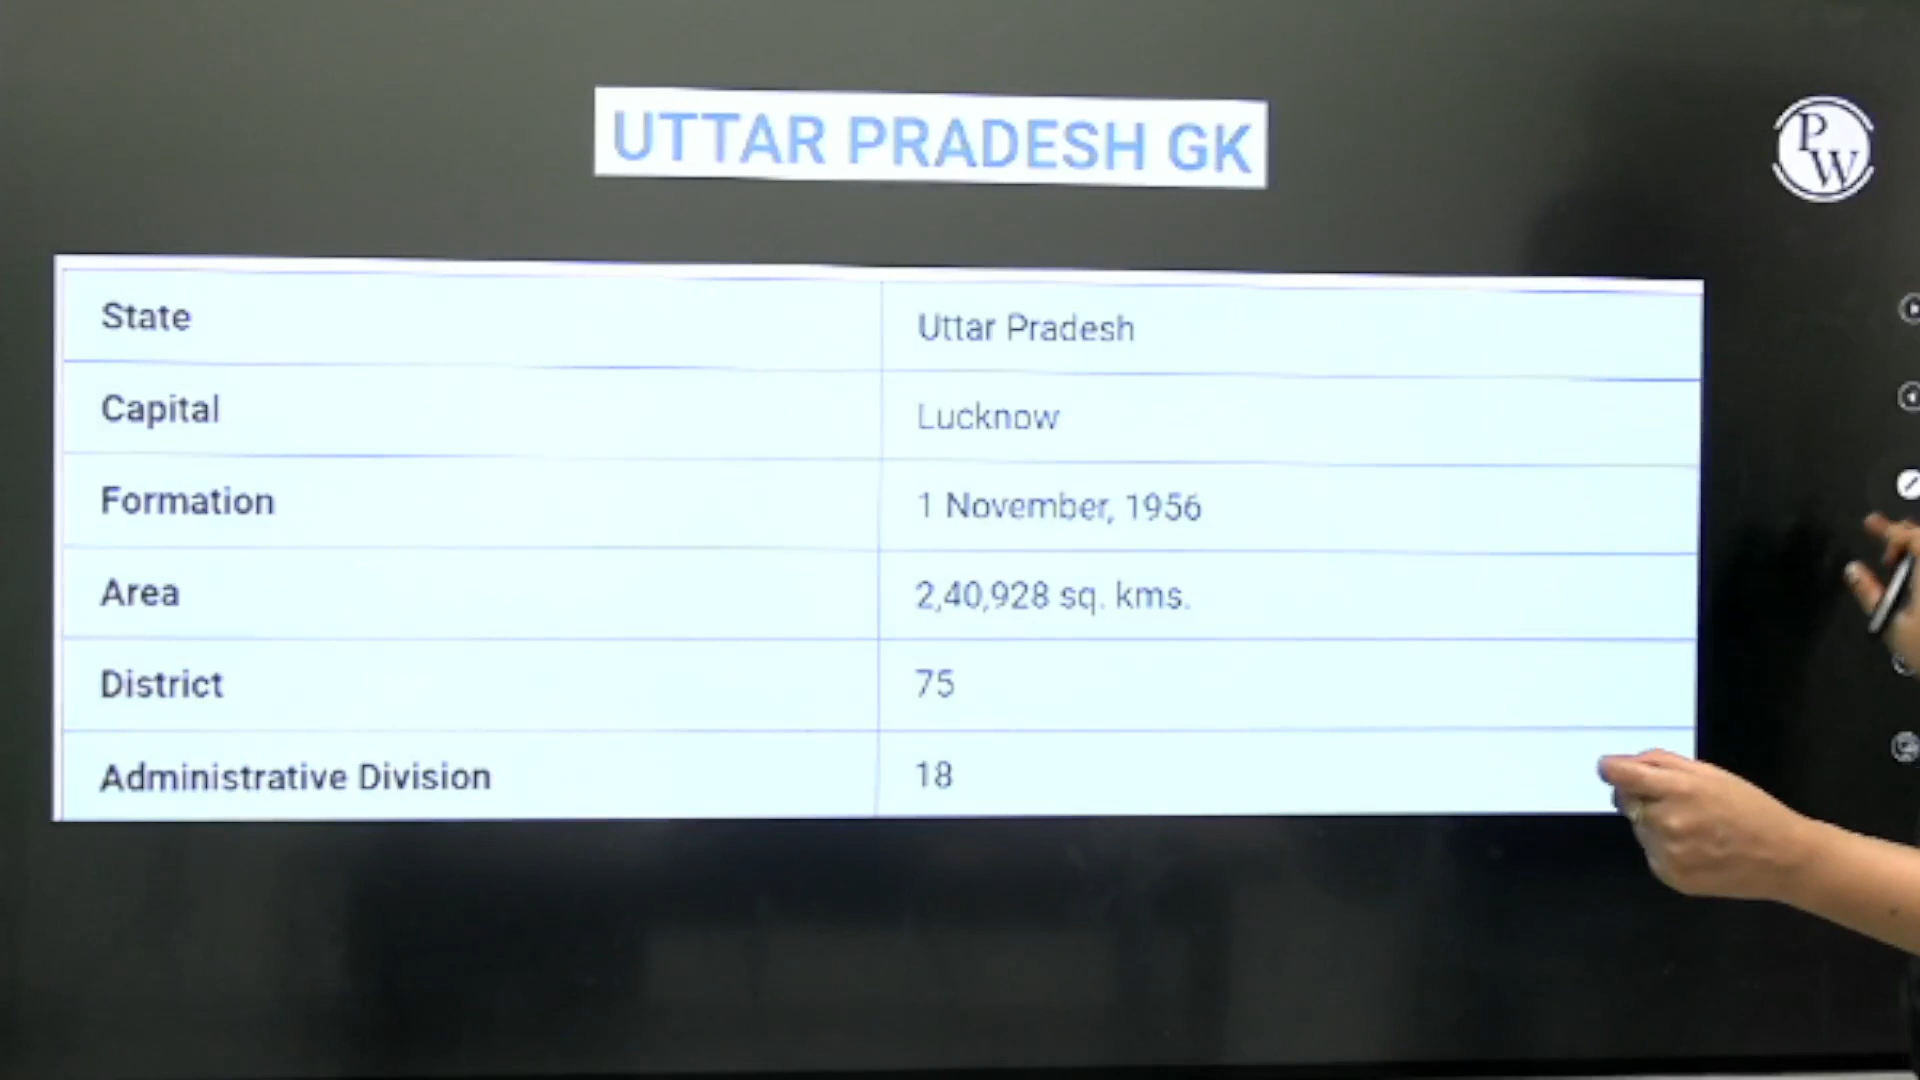 UTTAR PRADESH GK
PW
State Uttar Pradesh
Capital Lucknow
Formation 1 November, 1956
Area 2,40,928 sq. kms.
District 75
Administrative Division 18